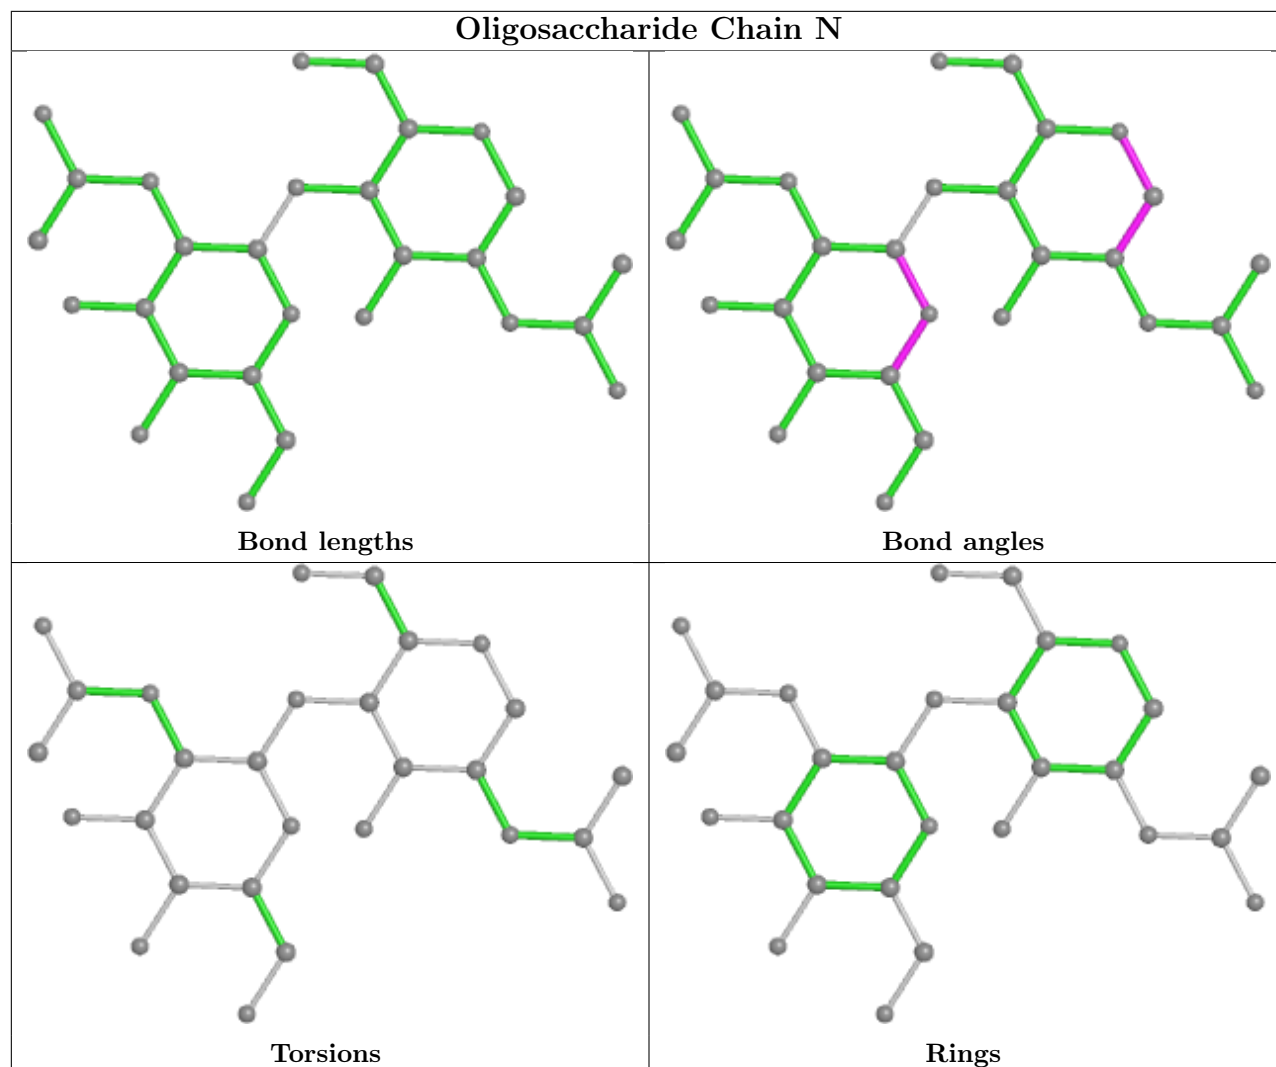 Oligosaccharide Chain N
Bond lengths
Bond angles
Torsions
Rings